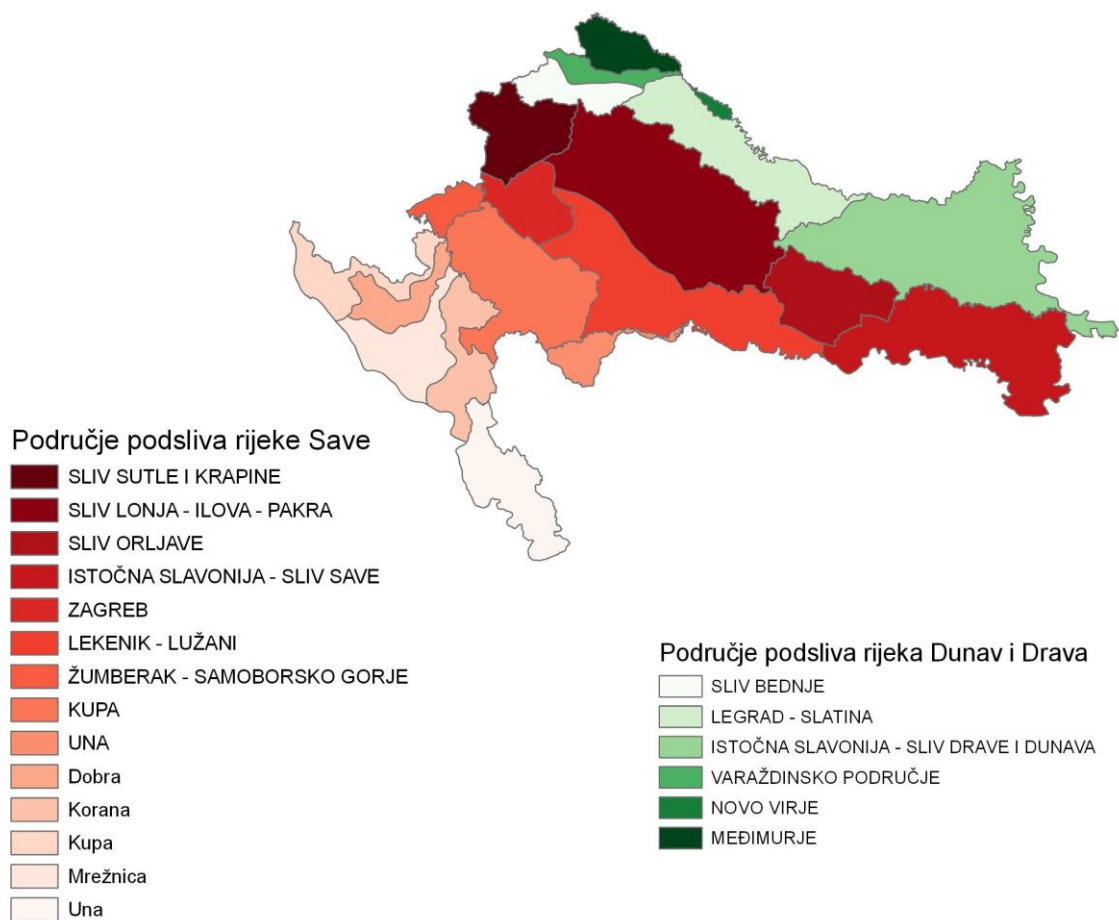 Područje podsliva rijeke Save
SLIV SUTLE I KRAPINE
SLIV LONJA - ILOVA - PAKRA
SLIV ORLJAVE
ISTOČNA SLAVONIJA - SLIV SAVE
ZAGREB
LEKENIK - LUŽANI
ŽUMBERAK - SAMOBORSKO GORJE
KUPA
UNA
Dobra
Korana
Kupa
Mrežnica
Una
Područje podsliva rijeka Dunav i Drava
SLIV BEDNJE
LEGRAD - SLATINA
ISTOČNA SLAVONIJA - SLIV DRAVE I DUNAVA
VARAŽDINSKO PODRUČJE
NOVO VIRJE
MEĐIMURJE